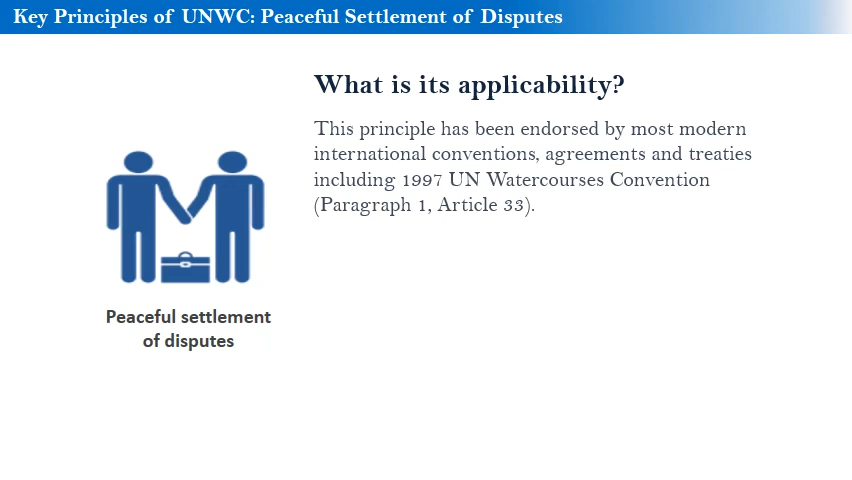 Key Principles of UNWC: Peaceful Settlement of Disputes
What is its applicability?
This principle has been endorsed by most modern
international conventions, agreements and treaties
including 1997 UN Watercourses Convention
(Paragraph 1, Article 33).
Peaceful settlement
of disputes